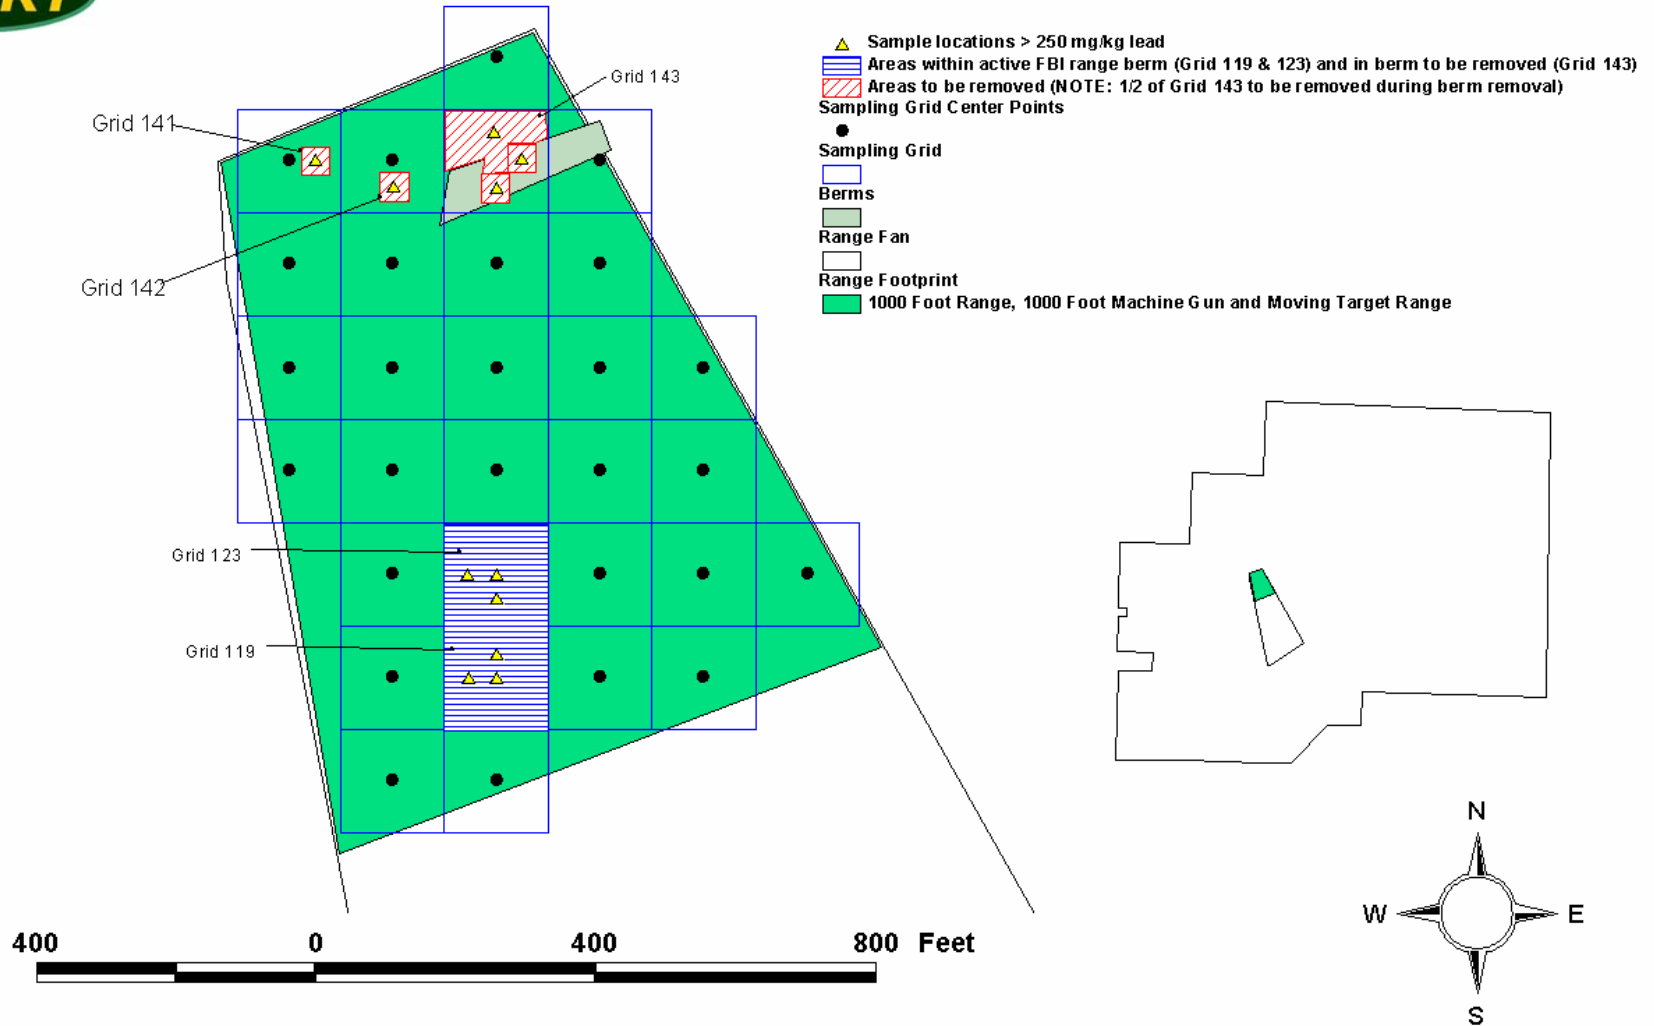 Sample locations > 250 mg/kg lead
Areas within active FBI range berm (Grid 119 & 123) and in berm to be removed (Grid 143)
Areas to be removed (NOTE: 1/2 of Grid 143 to be removed during berm removal)
Sampling Grid Center Points
Sampling Grid
Berms
Range Fan
Range Footprint
1000 Foot Range, 1000 Foot Machine Gun and Moving Target Range
Grid 143
Grid 141
Grid 142
Grid 123
Grid 119
N
W E
S
400 0 400 800 Feet